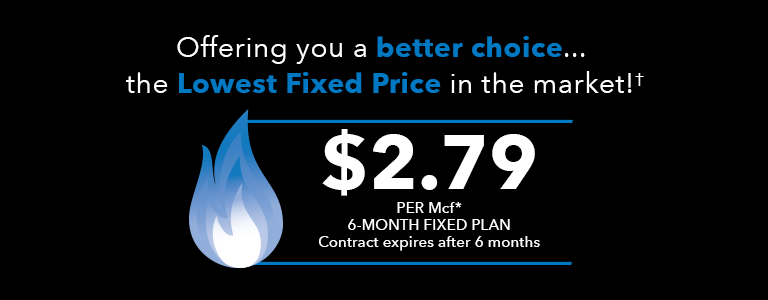 Offering you a better choice...
the Lowest Fixed Price in the market!†
$2.79
PER Mcf*
6-MONTH FIXED PLAN
Contract expires after 6 months